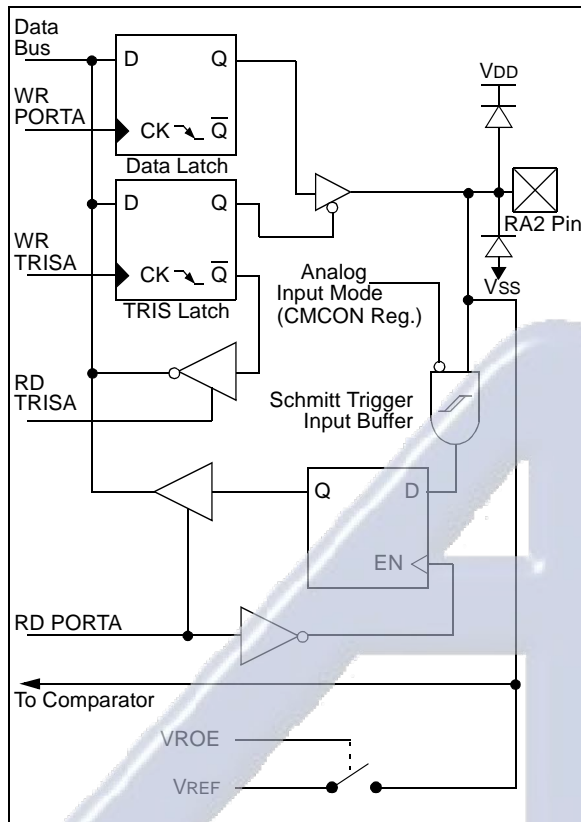 Data
Bus
D Q
VDD
WR
PORTA
CK Q
Data Latch
D Q
RA2 Pin
WR
TRISA
CK Q
TRIS Latch
VSS
Analog
Input Mode
(CMCON Reg.)
RD
TRISA
Schmitt Trigger
Input Buffer
Q D
EN
RD PORTA
To Comparator
VROE
VREF